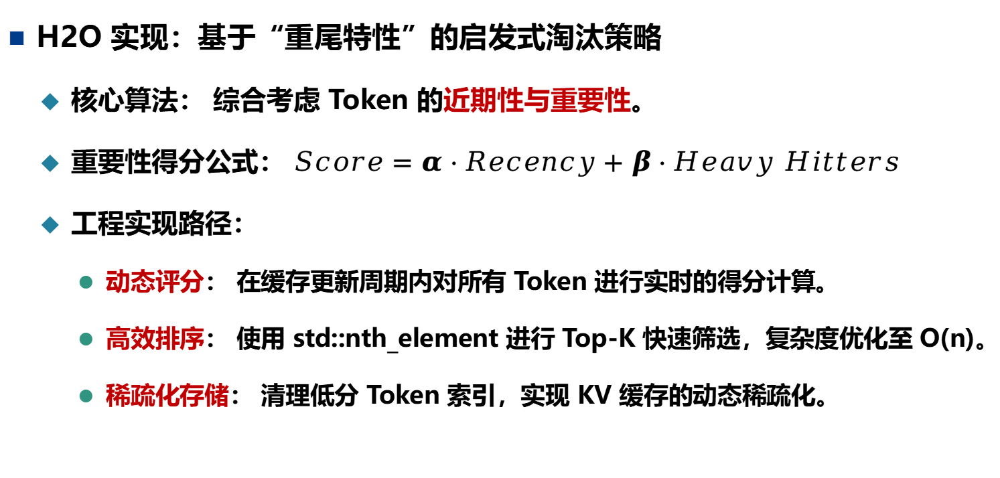 H2O 实现：基于“重尾特性”的启发式淘汰策略
核心算法： 综合考虑 Token 的近期性与重要性。
重要性得分公式： Score = α · Recency + β · Heavy Hitters
工程实现路径：
动态评分： 在缓存更新周期内对所有 Token 进行实时的得分计算。
高效排序： 使用 std::nth_element 进行 Top-K 快速筛选，复杂度优化至 O(n)。
稀疏化存储： 清理低分 Token 索引，实现 KV 缓存的动态稀疏化。